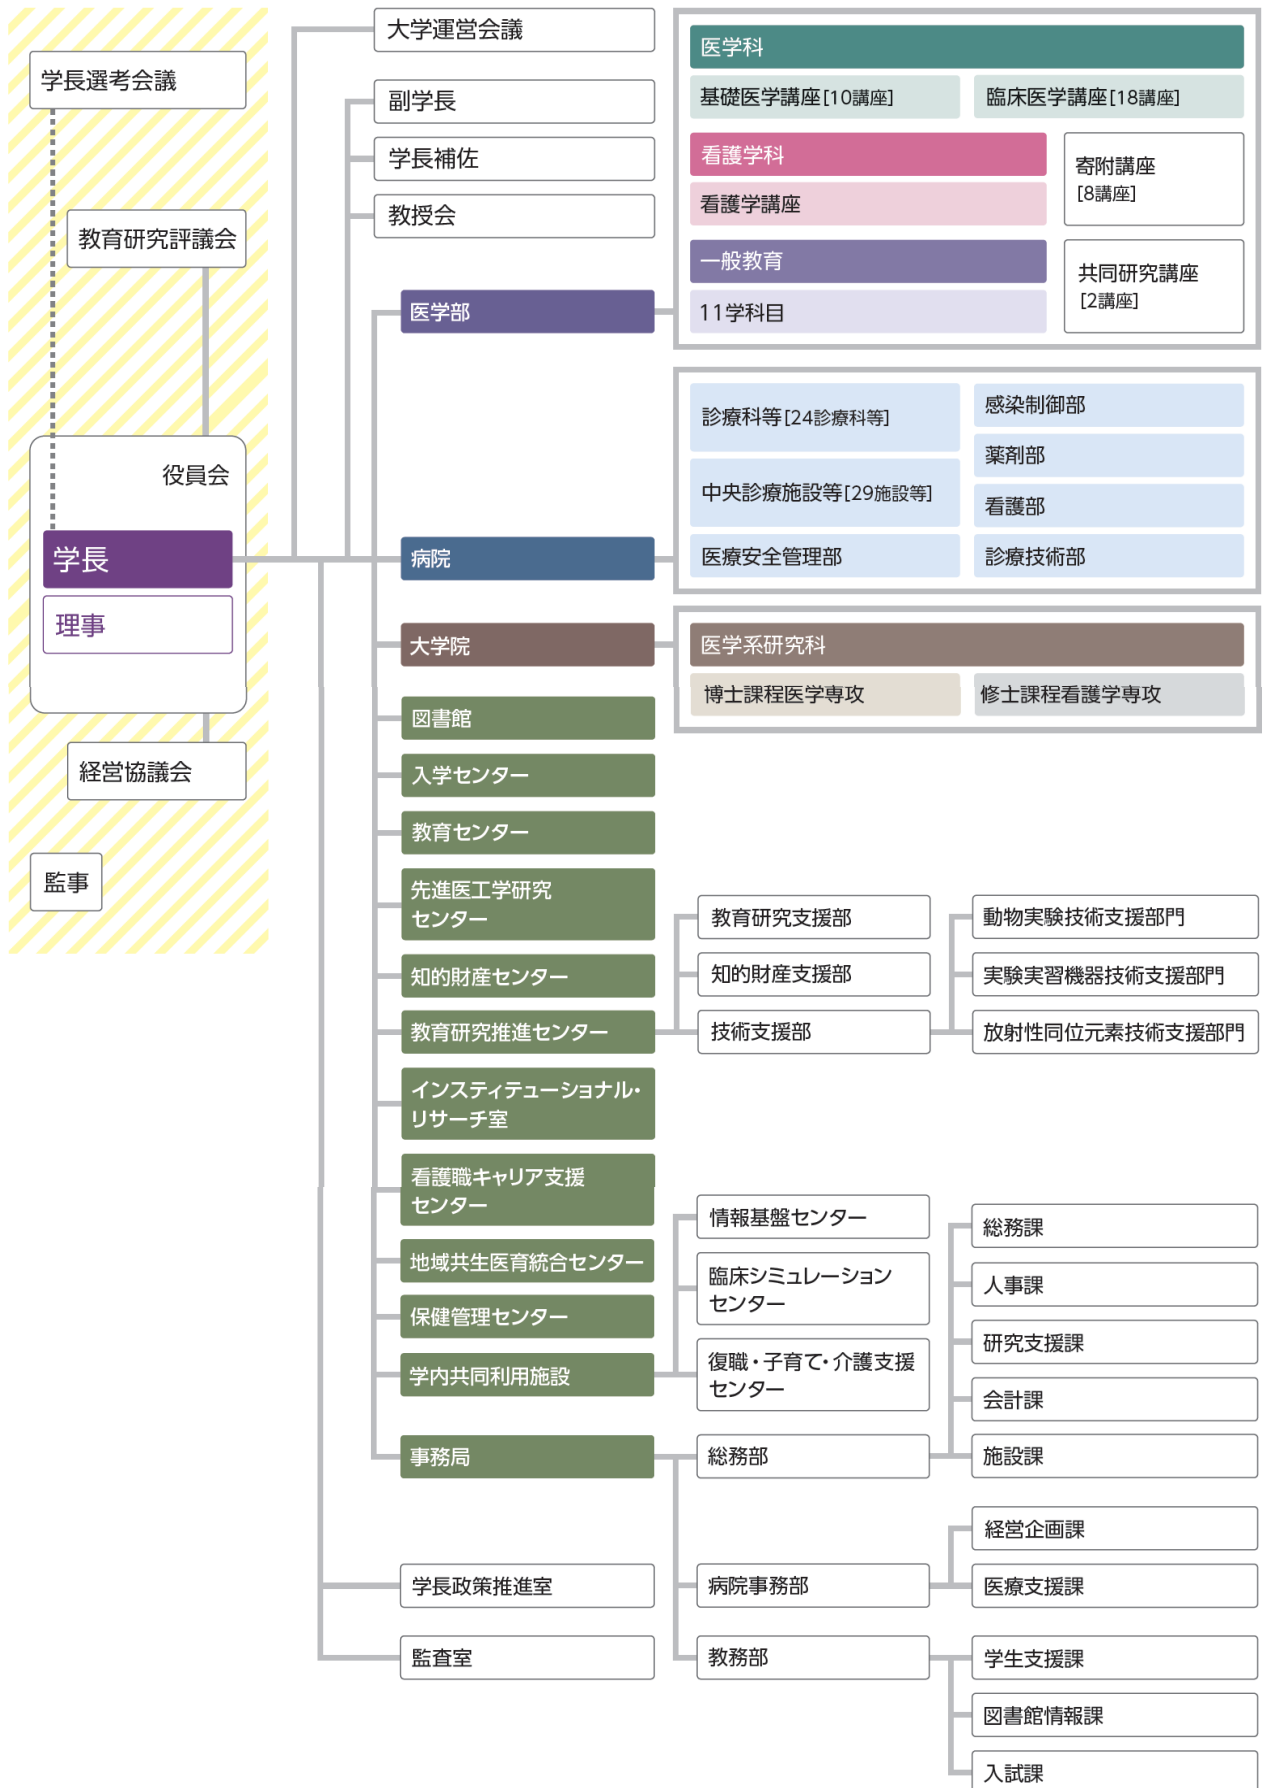 学長選考会議
教育研究評議会
役員会
学長
理事
経営協議会
監事
大学運営会議
副学長
学長補佐
教授会
医学部
医学科
基礎医学講座[10講座]
臨床医学講座[18講座]
看護学科
看護学講座
寄附講座
[8講座]
一般教育
11学科目
共同研究講座
[2講座]
病院
診療科等[24診療科等]
中央診療施設等[29施設等]
医療安全管理部
感染制御部
薬剤部
看護部
診療技術部
大学院
医学系研究科
博士課程医学専攻
修士課程看護学専攻
図書館
入学センター
教育センター
先進医工学研究
センター
知的財産センター
教育研究推進センター
教育研究支援部
知的財産支援部
技術支援部
動物実験技術支援部門
実験実習機器技術支援部門
放射性同位元素技術支援部門
インスティテューショナル・
リサーチ室
看護職キャリア支援
センター
地域共生医育統合センター
保健管理センター
学内共同利用施設
情報基盤センター
臨床シミュレーション
センター
復職・子育て・介護支援
センター
事務局
総務部
総務課
人事課
研究支援課
会計課
施設課
病院事務部
経営企画課
医療支援課
教務部
学生支援課
図書館情報課
入試課
学長政策推進室
監査室